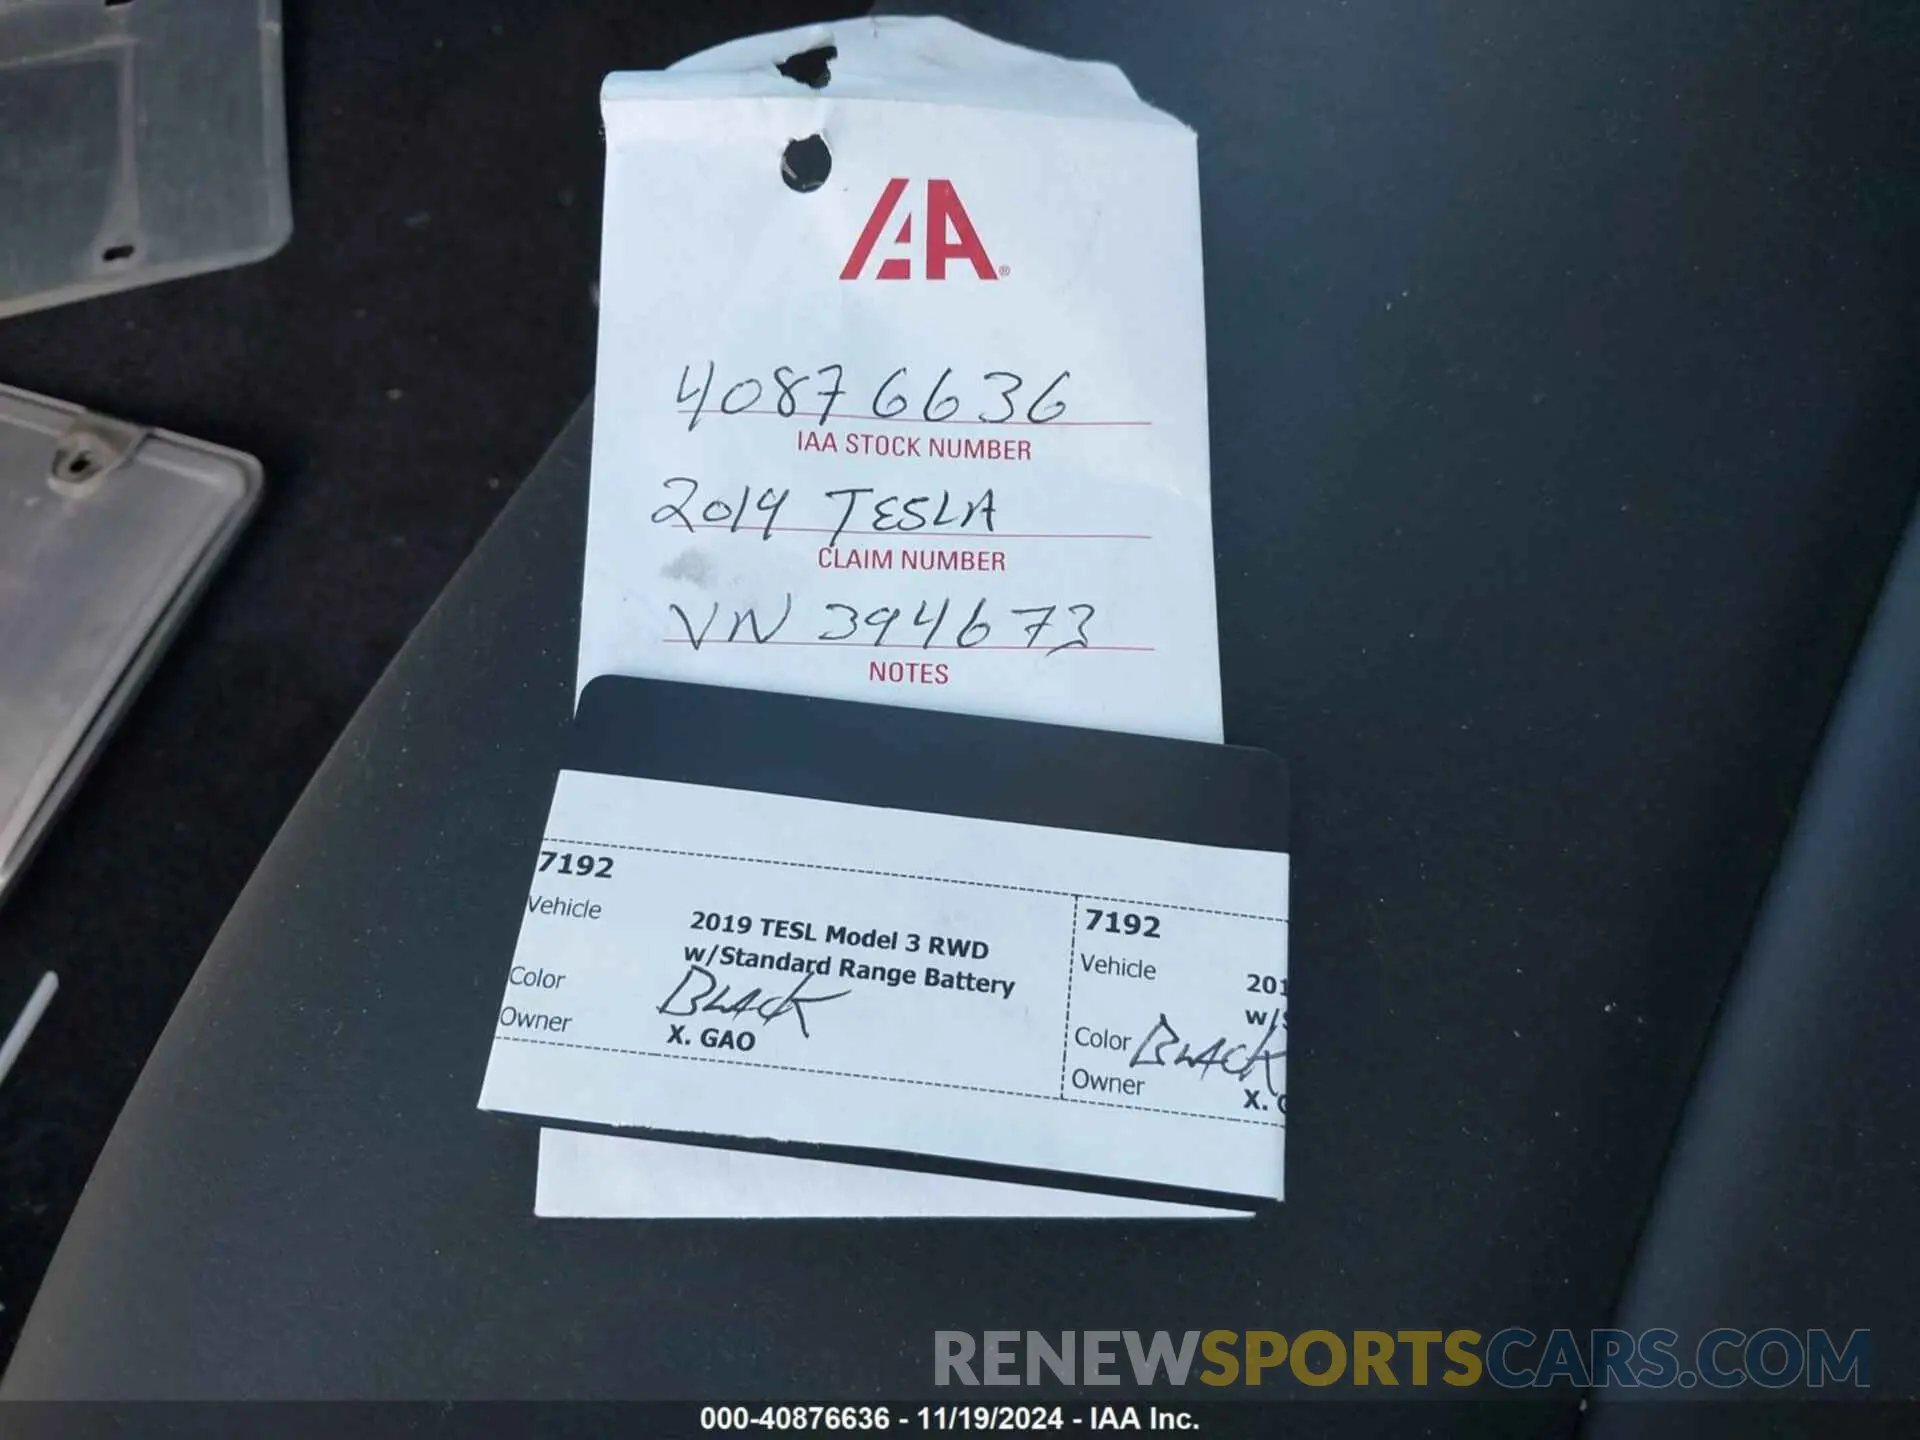 IAA®
40876636
IAA STOCK NUMBER
2019 TESLA
CLAIM NUMBER
VN 394673
NOTES
7192
Vehicle
2019 TESL Model 3 RWD
w/Standard Range Battery
Color BLACK
Owner X. GAO
7192
Vehicle
201
w/S
Color BLACK
Owner
X. G
RENEWSPORTSCARS.COM
000-40876636 - 11/19/2024 - IAA Inc.